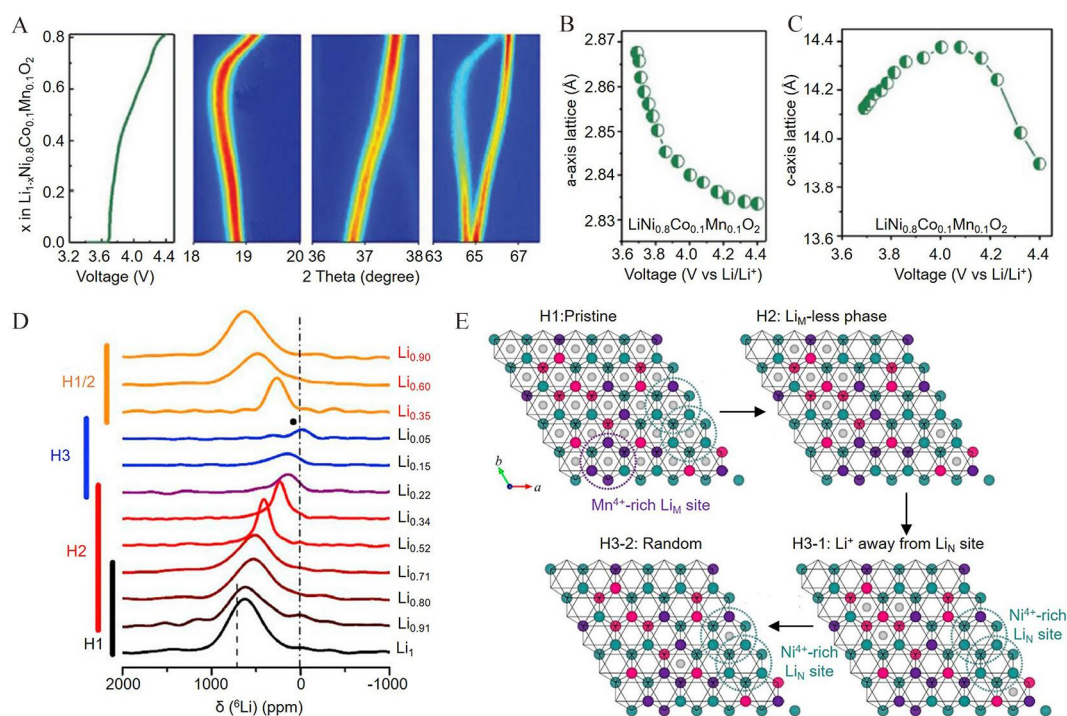 A
x in Li1-xNi0.8Co0.1Mn0.1O2
0.8
0.6
0.4
0.2
0.0
3.2 3.6 4.0 4.4
Voltage (V)
18 19 20
36 37 38
63 65 67
2 Theta (degree)
B
a-axis lattice (Å)
2.87
2.86
2.85
2.84
2.83
LiNi0.8Co0.1Mn0.1O2
3.6 3.8 4.0 4.2 4.4
Voltage (V vs Li/Li+)
C
c-axis lattice (Å)
14.4
14.2
14.0
13.8
13.6
LiNi0.8Co0.1Mn0.1O2
3.6 3.8 4.0 4.2 4.4
Voltage (V vs Li/Li+)
D
H1/2
H3
H2
H1
Li0.90
Li0.60
Li0.35
Li0.05
Li0.15
Li0.22
Li0.34
Li0.52
Li0.71
Li0.80
Li0.91
Li1
2000 1000 0 -1000
δ (6Li) (ppm)
E
H1:Pristine
H2: LiM-less phase
b
a
Mn4+-rich LiM site
H3-2: Random
H3-1: Li+ away from LiN site
Ni4+-rich
LiN site
Ni4+-rich
LiN site